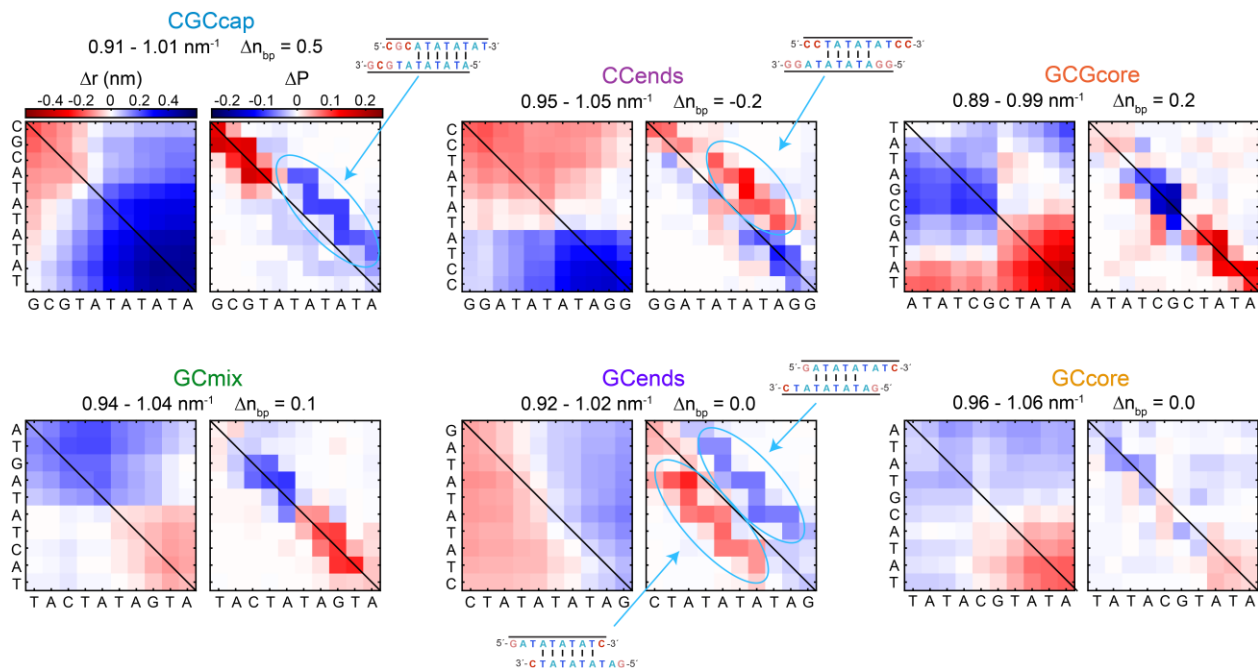 CGCcap
0.91 - 1.01 nm⁻¹ Δn_bp = 0.5
Δr (nm)
-0.4 -0.2 0 0.2 0.4
ΔP
-0.2 -0.1 0 0.1 0.2
5´-CGCATATATAT-3´
3´-GCGTATATATA-5´
C
G
C
A
T
A
T
A
T
A
T
G C G T A T A T A T A
G C G T A T A T A T A
CCends
0.95 - 1.05 nm⁻¹ Δn_bp = -0.2
5´-CCTATATATCC-3´
3´-GGATATATAGG-5´
C
C
T
A
T
A
T
A
T
C
C
G G A T A T A T A G G
G G A T A T A T A G G
GCGcore
0.89 - 0.99 nm⁻¹ Δn_bp = 0.2
T
A
T
A
G
C
G
A
T
A
T
A T A T C G C T A T A
A T A T C G C T A T A
GCmix
0.94 - 1.04 nm⁻¹ Δn_bp = 0.1
A
T
G
A
T
A
T
C
A
T
T A C T A T A G T A
T A C T A T A G T A
GCends
0.92 - 1.02 nm⁻¹ Δn_bp = 0.0
5´-GATATATATC-3´
3´-CTATATATAG-5´
G
A
T
A
T
A
T
A
T
C
C T A T A T A T A G
C T A T A T A T A G
5´-GATATATATC-3´
3´-CTATATATAG-5´
GCcore
0.96 - 1.06 nm⁻¹ Δn_bp = 0.0
A
T
A
T
G
C
A
T
A
T
T A T A C G T A T A
T A T A C G T A T A